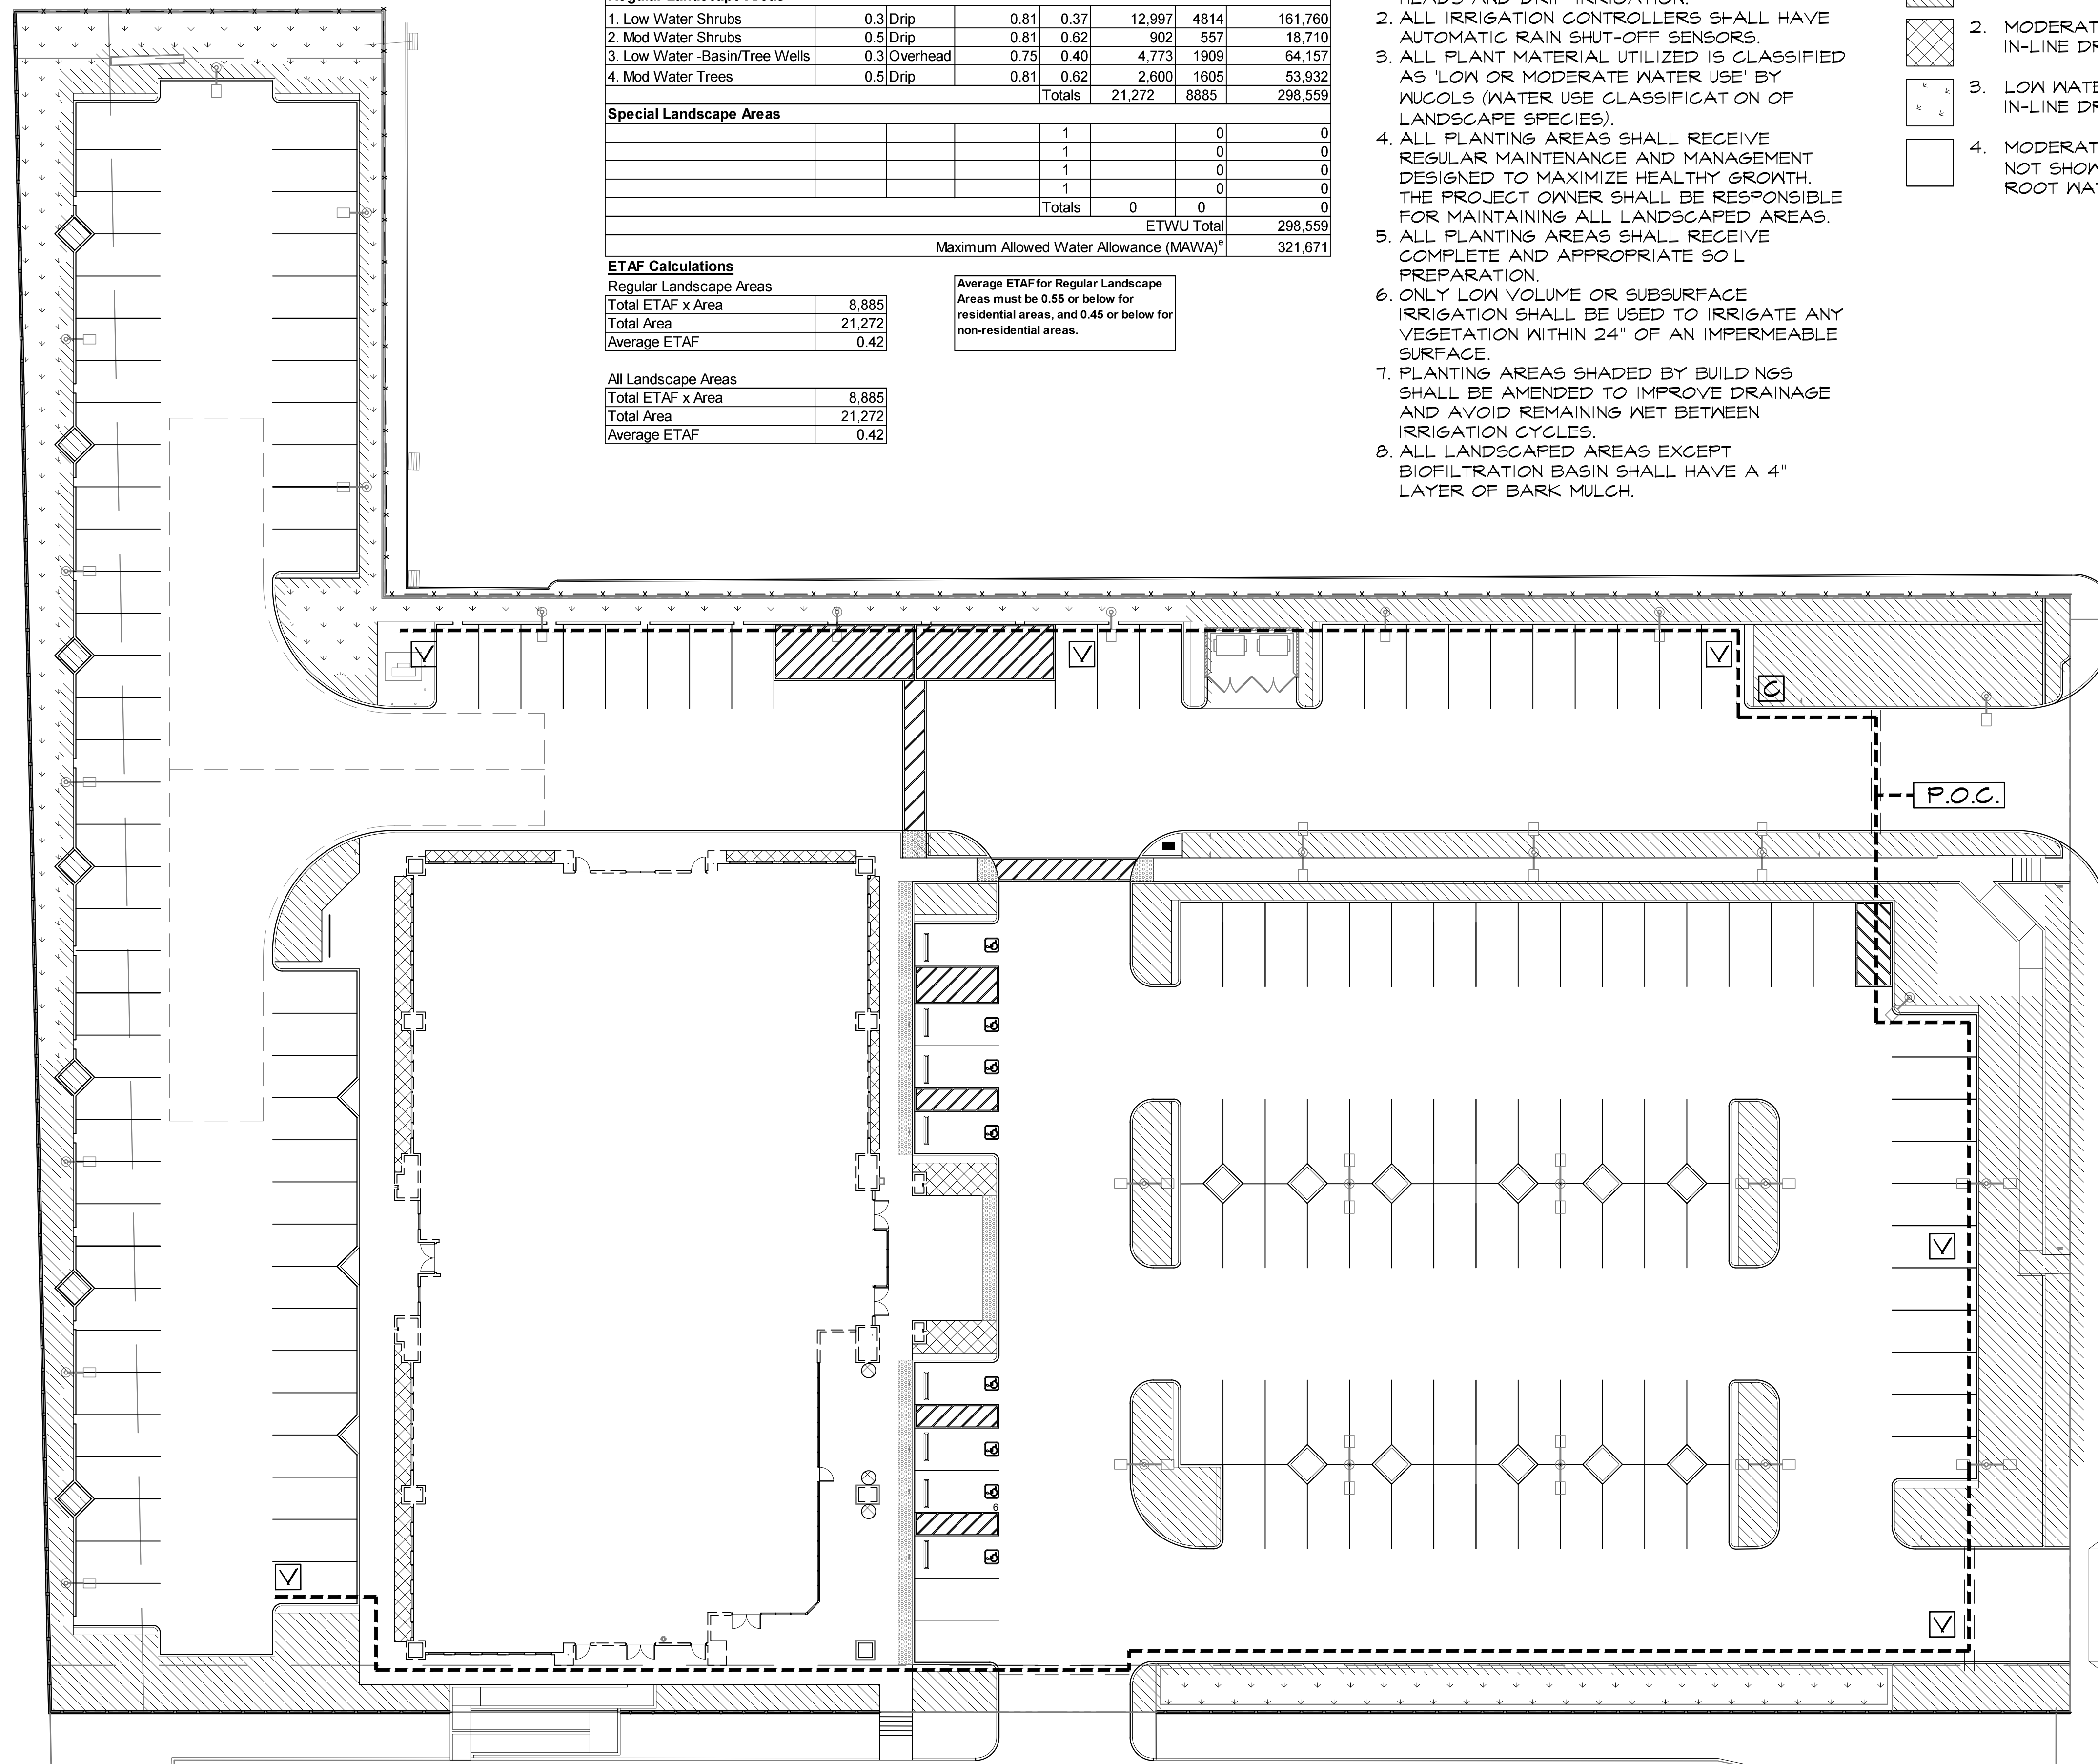 Regular Landscape Areas
1. Low Water Shrubs 0.3 Drip 0.81 0.37 12,997 4814 161,760
2. Mod Water Shrubs 0.5 Drip 0.81 0.62 902 557 18,710
3. Low Water -Basin/Tree Wells 0.3 Overhead 0.75 0.40 4,773 1909 64,157
4. Mod Water Trees 0.5 Drip 0.81 0.62 2,600 1605 53,932
Totals 21,272 8885 298,559
Special Landscape Areas
1 0 0
1 0 0
1 0 0
1 0 0
Totals 0 0 0
ETWU Total 298,559
Maximum Allowed Water Allowance (MAWA)e 321,671
ETAF Calculations
Regular Landscape Areas
Total ETAF x Area 8,885
Total Area 21,272
Average ETAF 0.42
Average ETAF for Regular Landscape
Areas must be 0.55 or below for
residential areas, and 0.45 or below for
non-residential areas.
All Landscape Areas
Total ETAF x Area 8,885
Total Area 21,272
Average ETAF 0.42
HEADS AND DRIP IRRIGATION.
2. ALL IRRIGATION CONTROLLERS SHALL HAVE
AUTOMATIC RAIN SHUT-OFF SENSORS.
3. ALL PLANT MATERIAL UTILIZED IS CLASSIFIED
AS 'LOW OR MODERATE WATER USE' BY
WUCOLS (WATER USE CLASSIFICATION OF
LANDSCAPE SPECIES).
4. ALL PLANTING AREAS SHALL RECEIVE
REGULAR MAINTENANCE AND MANAGEMENT
DESIGNED TO MAXIMIZE HEALTHY GROWTH.
THE PROJECT OWNER SHALL BE RESPONSIBLE
FOR MAINTAINING ALL LANDSCAPED AREAS.
5. ALL PLANTING AREAS SHALL RECEIVE
COMPLETE AND APPROPRIATE SOIL
PREPARATION.
6. ONLY LOW VOLUME OR SUBSURFACE
IRRIGATION SHALL BE USED TO IRRIGATE ANY
VEGETATION WITHIN 24" OF AN IMPERMEABLE
SURFACE.
7. PLANTING AREAS SHADED BY BUILDINGS
SHALL BE AMENDED TO IMPROVE DRAINAGE
AND AVOID REMAINING WET BETWEEN
IRRIGATION CYCLES.
8. ALL LANDSCAPED AREAS EXCEPT
BIOFILTRATION BASIN SHALL HAVE A 4"
LAYER OF BARK MULCH.
2. MODERAT
IN-LINE DR
3. LOW WATE
IN-LINE DR
4. MODERAT
NOT SHOW
ROOT WAT
V
V
V
C
P.O.C.
V
6
V
V